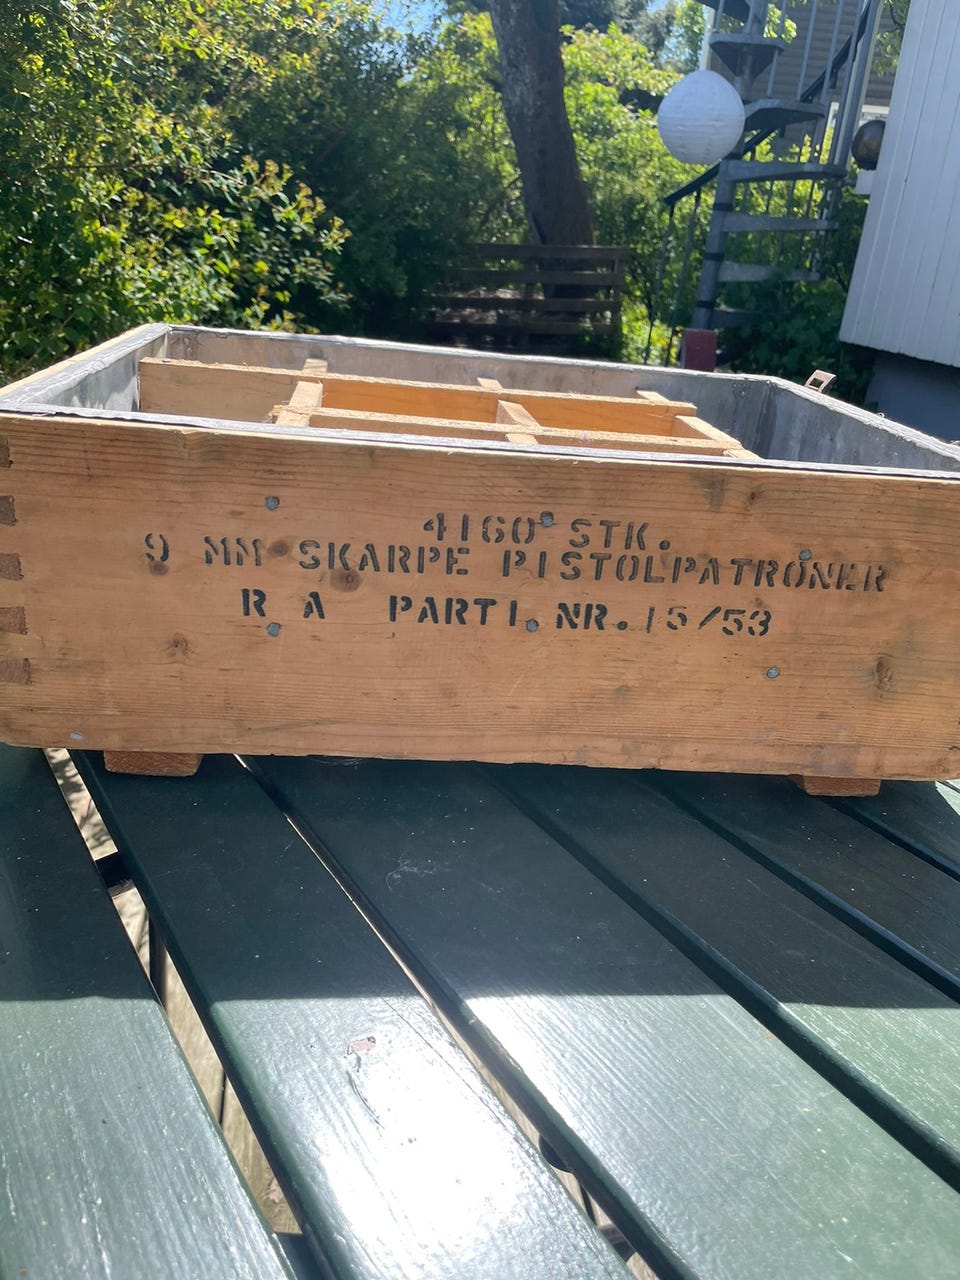 4160 STK.
9 MM SKARPE PISTOLPATRONER
R A PARTI. NR. 15/53